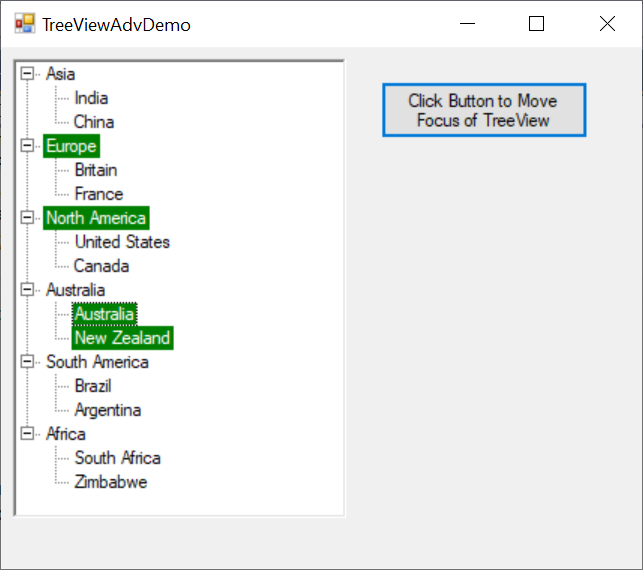 TreeViewAdvDemo
Asia
India
China
Europe
Britain
France
North America
United States
Canada
Australia
Australia
New Zealand
South America
Brazil
Argentina
Africa
South Africa
Zimbabwe
Click Button to Move
Focus of TreeView